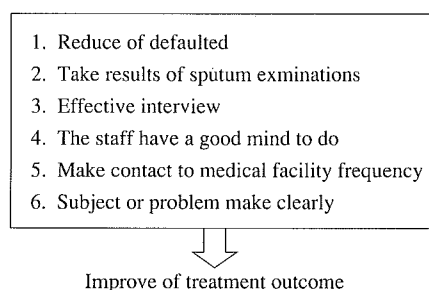 1. Reduce of defaulted
2. Take results of sputum exminations
3. Effective interview
4. The staff have a good mind to do
5. Make contact to medical facility frequency
6. Subject or problem make clearly
Improve of treatment outcome